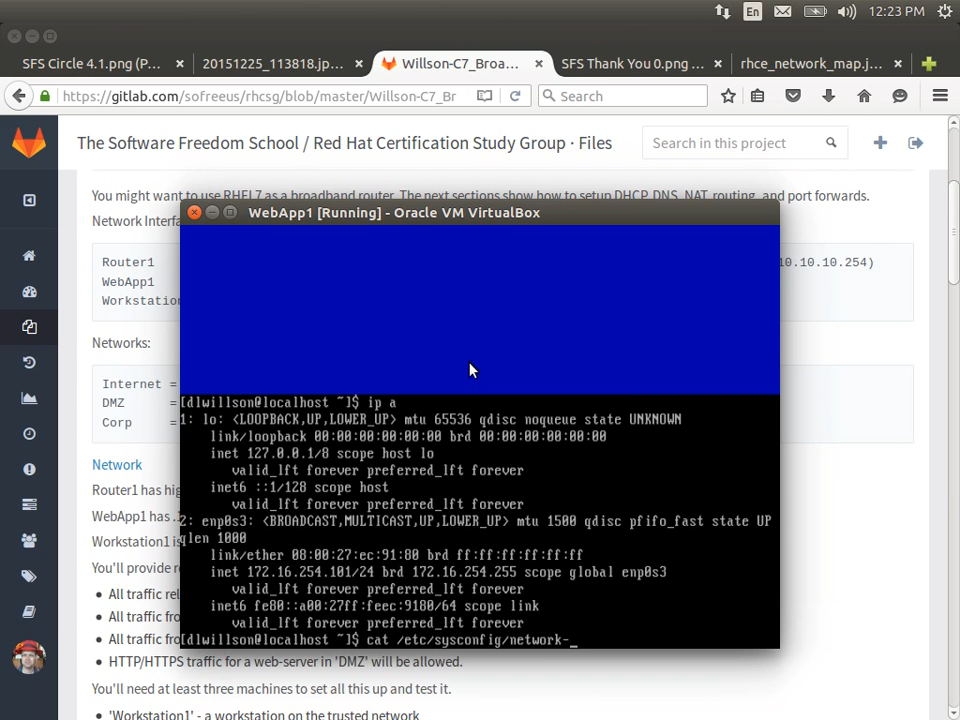 En
12:23 PM
SFS Circle 4.1.png (P...
20151225_113818.jp...
Willson-C7_Broa...
SFS Thank You 0.png ...
rhce_network_map.j...
https://gitlab.com/sofreeus/rhcsg/blob/master/Willson-C7_Br
Search
The Software Freedom School / Red Hat Certification Study Group · Files
Search in this project
You might want to use RHEL7 as a broadband router. The next sections show how to setup DHCP, DNS, NAT, routing, and port forwards.
Network Interfa
WebApp1 [Running] - Oracle VM VirtualBox
Router1
10.10.10.254)
WebApp1
Workstation
Networks:
Internet =
DMZ =
Corp =
Network
Router1 has hig
WebApp1 has
Workstation1 is
You'll provide r
All traffic rel
All traffic fro
All traffic fro
[dlwillson@localhost ~]$ ip a
1: lo: <LOOPBACK,UP,LOWER_UP> mtu 65536 qdisc noqueue state UNKNOWN
link/loopback 00:00:00:00:00:00 brd 00:00:00:00:00:00
inet 127.0.0.1/8 scope host lo
valid_lft forever preferred_lft forever
inet6 ::1/128 scope host
valid_lft forever preferred_lft forever
2: enp0s3: <BROADCAST,MULTICAST,UP,LOWER_UP> mtu 1500 qdisc pfifo_fast state UP
qlen 1000
link/ether 08:00:27:ec:91:80 brd ff:ff:ff:ff:ff:ff
inet 172.16.254.101/24 brd 172.16.254.255 scope global enp0s3
valid_lft forever preferred_lft forever
inet6 fe80::a00:27ff:feec:9180/64 scope link
valid_lft forever preferred_lft forever
[dlwillson@localhost ~]$ cat /etc/sysconfig/network-_
HTTP/HTTPS traffic for a web-server in 'DMZ' will be allowed.
You'll need at least three machines to set all this up and test it.
'Workstation1' - a workstation on the trusted network